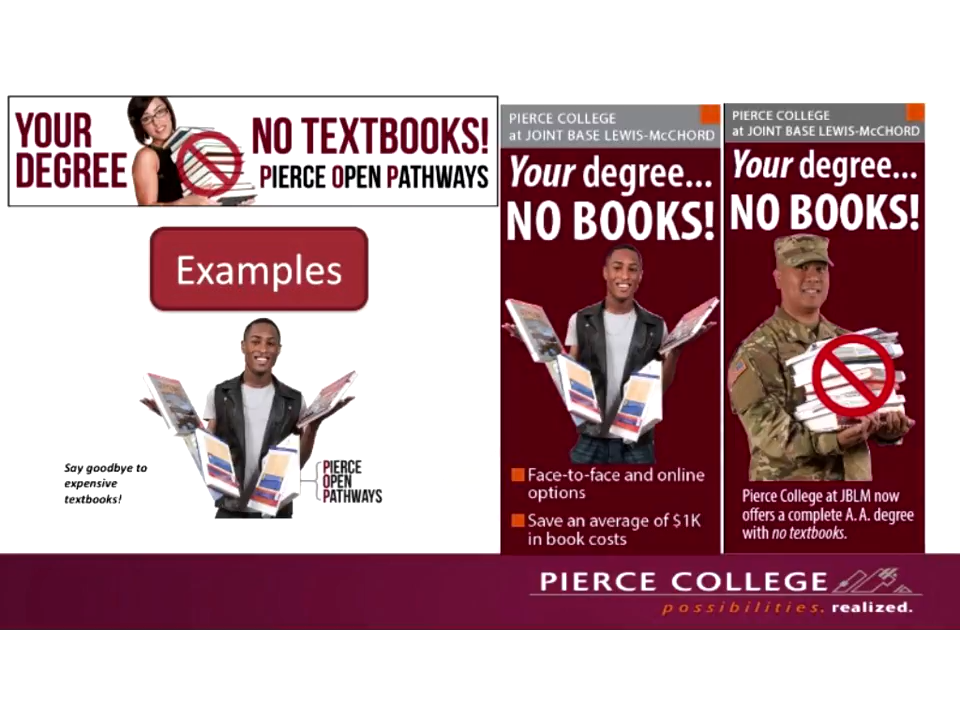 YOUR
DEGREE
NO TEXTBOOKS!
PIERCE OPEN PATHWAYS
Examples
Say goodbye to
expensive
textbooks!
PIERCE
OPEN
PATHWAYS
PIERCE COLLEGE
at JOINT BASE LEWIS-McCHORD
Your degree...
NO BOOKS!
Face-to-face and online
options
Save an average of $1K
in book costs
PIERCE COLLEGE
at JOINT BASE LEWIS-McCHORD
Your degree...
NO BOOKS!
Pierce College at JBLM now
offers a complete A. A. degree
with no textbooks.
PIERCE COLLEGE
possibilities. realized.